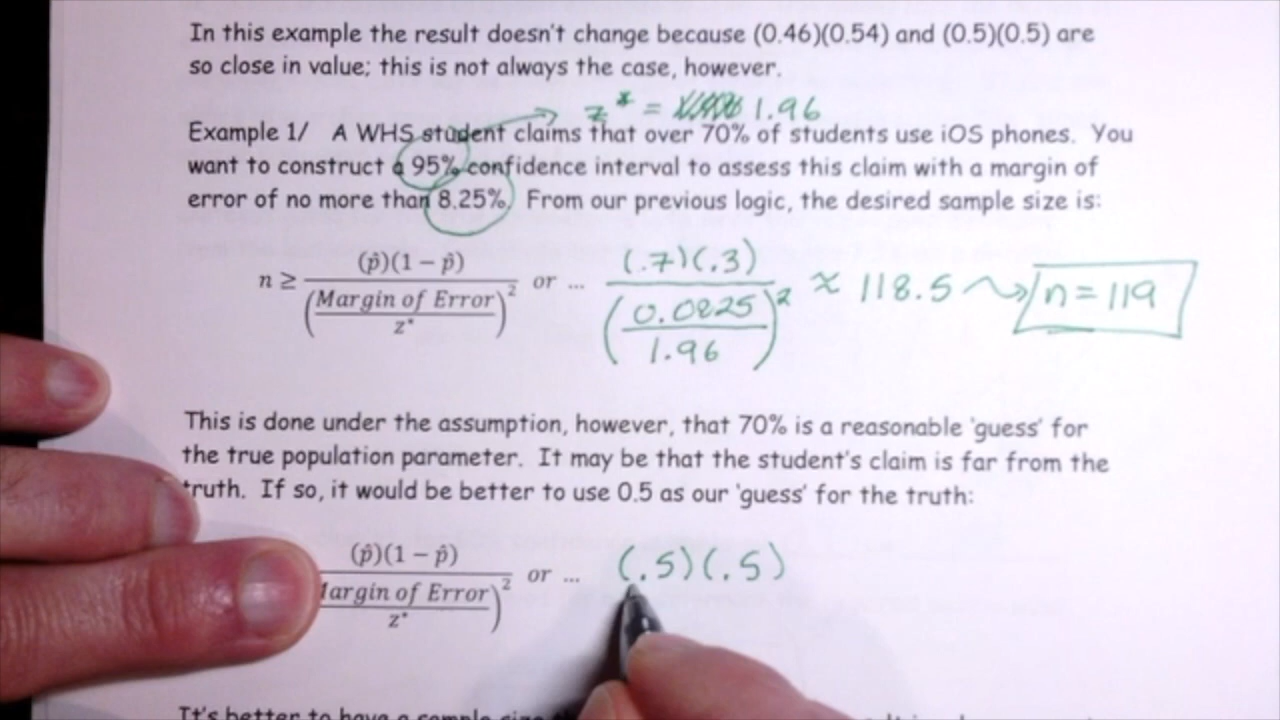 In this example the result doesn't change because (0.46)(0.54) and (0.5)(0.5) are
so close in value; this is not always the case, however.
z* = 1.96
Example 1/ A WHS student claims that over 70% of students use iOS phones. You
want to construct a 95% confidence interval to assess this claim with a margin of
error of no more than 8.25%. From our previous logic, the desired sample size is:
n ≥ (p̂)(1 − p̂) / (Margin of Error / z*)² or ... (.7)(.3) / (0.0825 / 1.96)² ≈ 118.5 → n = 119
This is done under the assumption, however, that 70% is a reasonable 'guess' for
the true population parameter. It may be that the student's claim is far from the
truth. If so, it would be better to use 0.5 as our 'guess' for the truth:
(p̂)(1 − p̂) / (Margin of Error / z*)² or ... (.5)(.5)
It's better to have a sample size